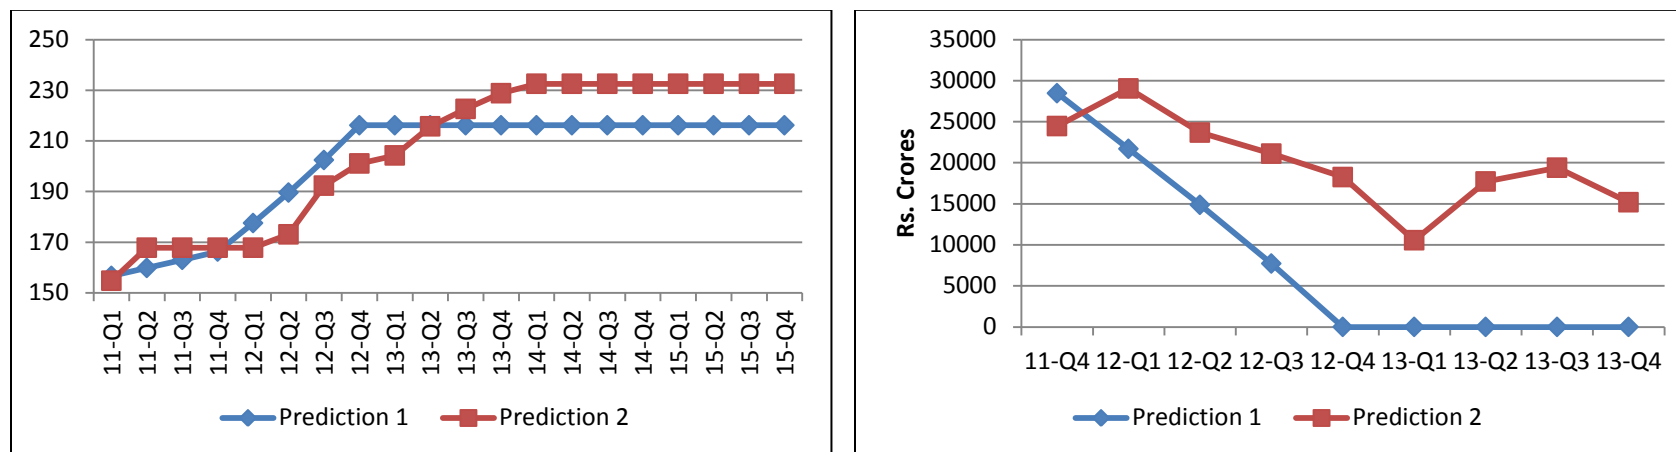 250
230
210
190
170
150
11-Q1
11-Q2
11-Q3
11-Q4
12-Q1
12-Q2
12-Q3
12-Q4
13-Q1
13-Q2
13-Q3
13-Q4
14-Q1
14-Q2
14-Q3
14-Q4
15-Q1
15-Q2
15-Q3
15-Q4
Prediction 1 Prediction 2
Rs. Crores
35000
30000
25000
20000
15000
10000
5000
0
11-Q4 12-Q1 12-Q2 12-Q3 12-Q4 13-Q1 13-Q2 13-Q3 13-Q4
Prediction 1 Prediction 2